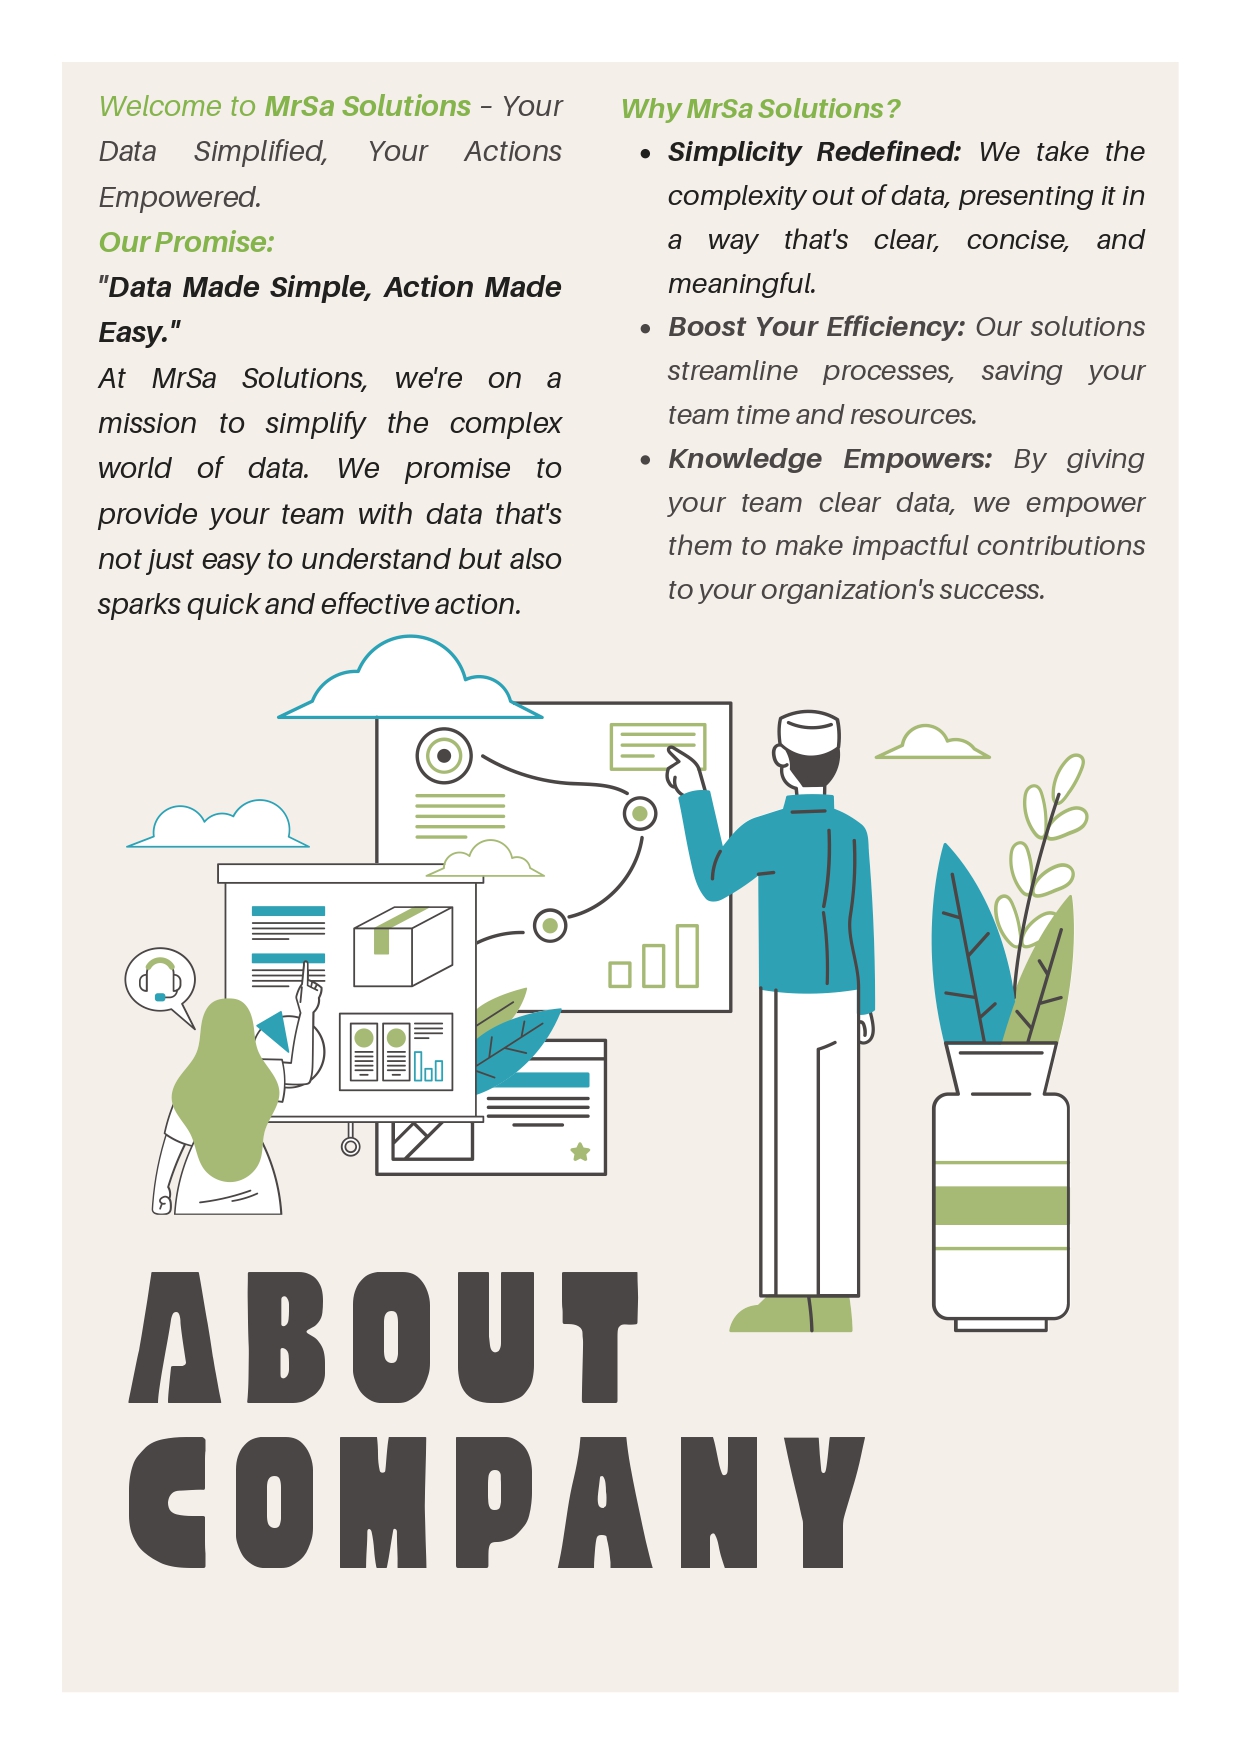 Welcome to MrSa Solutions – Your
Data Simplified, Your Actions
Empowered.
Our Promise:
"Data Made Simple, Action Made
Easy."
At MrSa Solutions, we're on a
mission to simplify the complex
world of data. We promise to
provide your team with data that's
not just easy to understand but also
sparks quick and effective action.
Why MrSa Solutions?
• Simplicity Redefined: We take the
complexity out of data, presenting it in
a way that's clear, concise, and
meaningful.
• Boost Your Efficiency: Our solutions
streamline processes, saving your
team time and resources.
• Knowledge Empowers: By giving
your team clear data, we empower
them to make impactful contributions
to your organization's success.
ABOUT
COMPANY